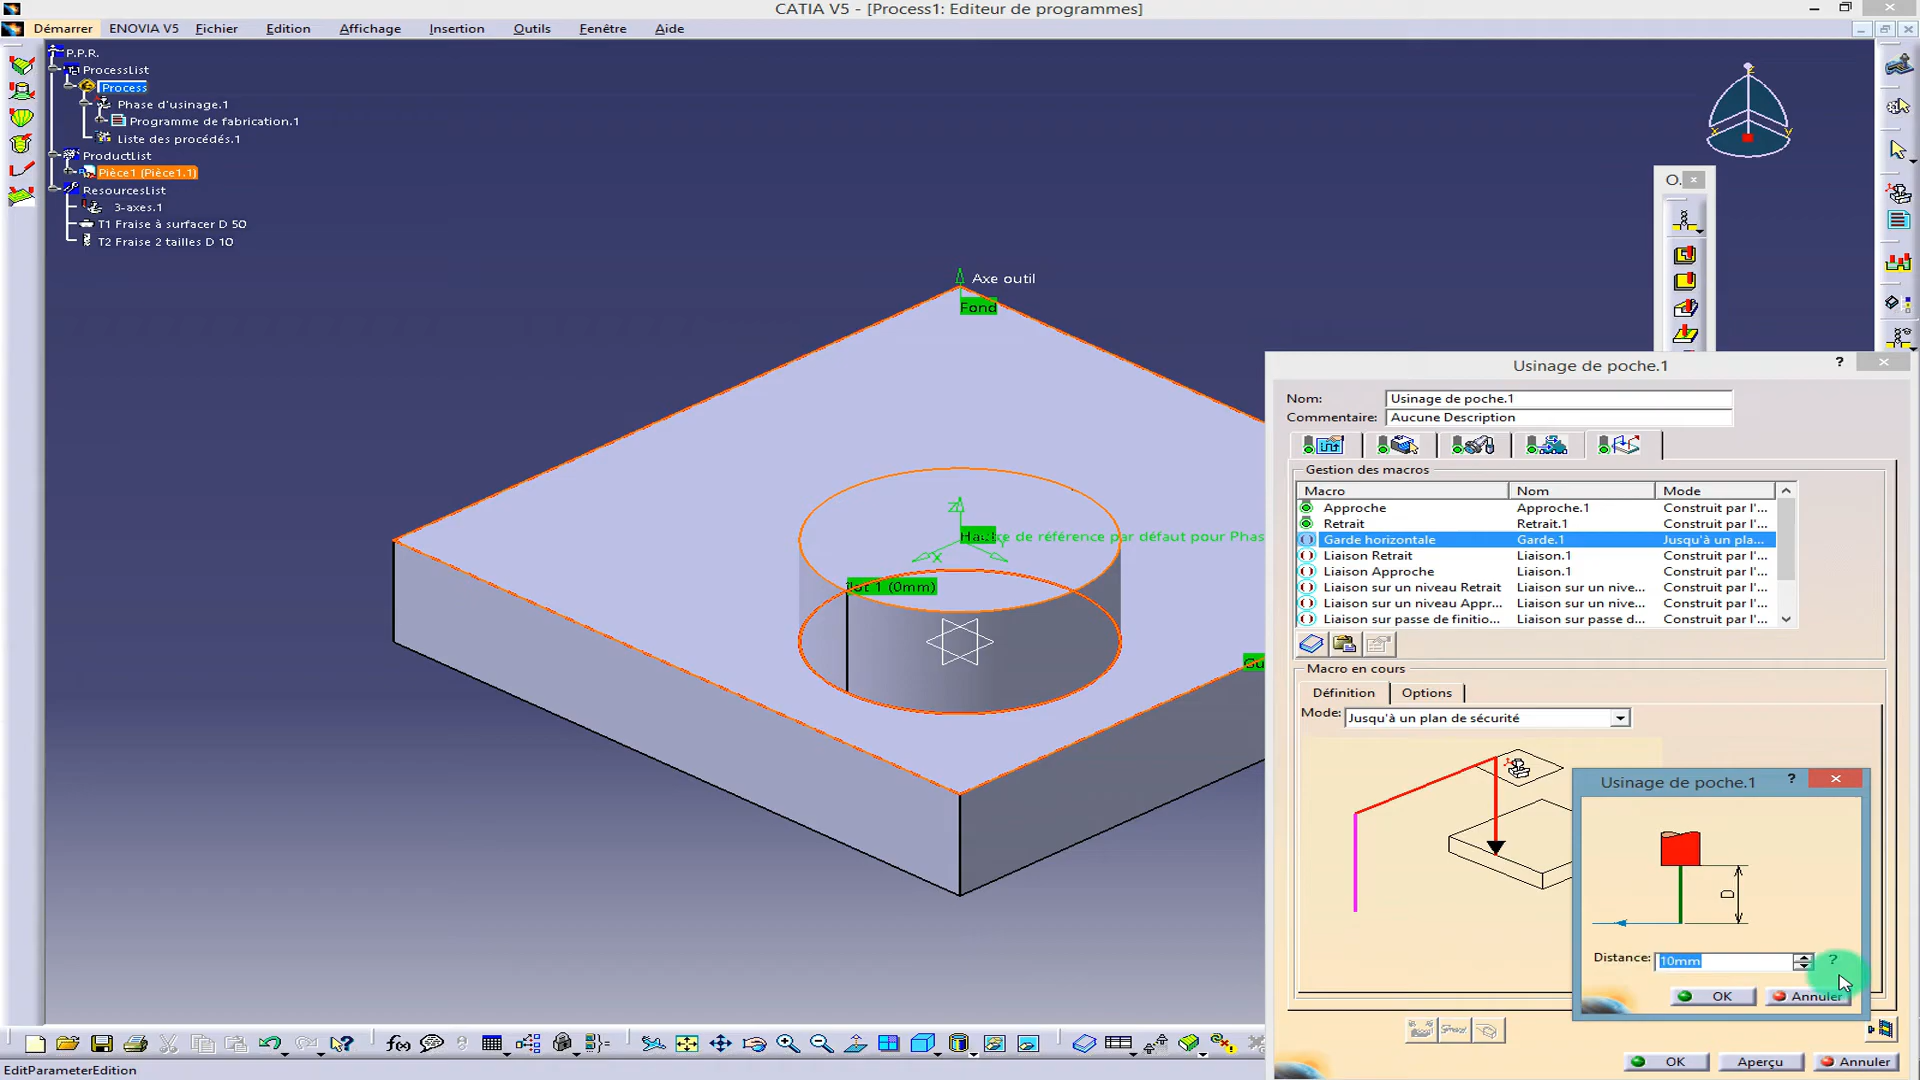 CATIA V5 - [Process1: Editeur de programmes]
Démarrer ENOVIA V5 Fichier Edition Affichage Insertion Outils Fenêtre Aide
P.P.R.
ProcessList
Process
Phase d'usinage.1
Programme de fabrication.1
Liste des procédés.1
ProductList
Pièce1 (Pièce1.1)
ResourcesList
3-axes.1
T1 Fraise à surfacer D 50
T2 Fraise 2 tailles D 10
Axe outil
Fond
Z
de référence par défaut pour Phas
X
1 (0mm)
O.
Usinage de poche.1
Nom: Usinage de poche.1
Commentaire: Aucune Description
Gestion des macros
Macro Nom Mode
Approche Approche.1 Construit par l'...
Retrait Retrait.1 Construit par l'...
Garde horizontale Garde.1 Jusqu'à un pla...
Liaison Retrait Liaison.1 Construit par l'...
Liaison Approche Liaison.1 Construit par l'...
Liaison sur un niveau Retrait Liaison sur un nive... Construit par l'...
Liaison sur un niveau Appr... Liaison sur un nive... Construit par l'...
Liaison sur passe de finitio... Liaison sur passe d... Construit par l'...
Macro en cours
Définition Options
Mode: Jusqu'à un plan de sécurité
Usinage de poche.1
D
Distance: 10mm ?
OK Annuler
OK Aperçu Annuler
EditParameterEdition